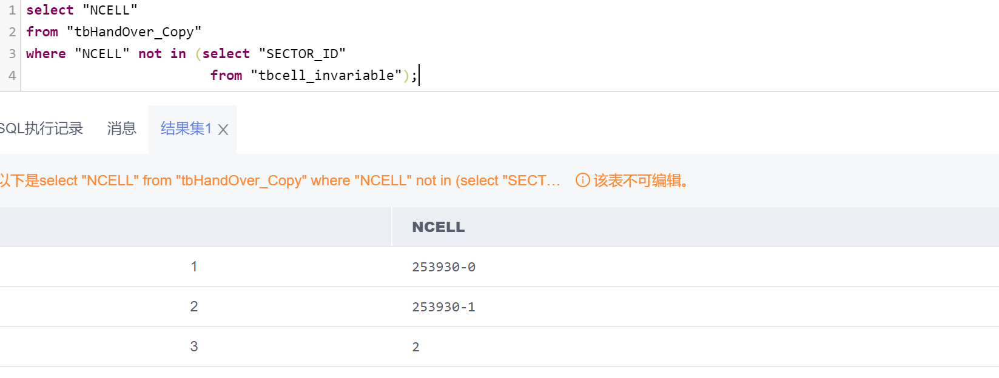 1 select "NCELL"
2 from "tbHandOver_Copy"
3 where "NCELL" not in (select "SECTOR_ID"
4 from "tbcell_invariable");
SQL执行记录 消息 结果集1 X
以下是select "NCELL" from "tbHandOver_Copy" where "NCELL" not in (select "SECT... 该表不可编辑。
NCELL
1 253930-0
2 253930-1
3 2